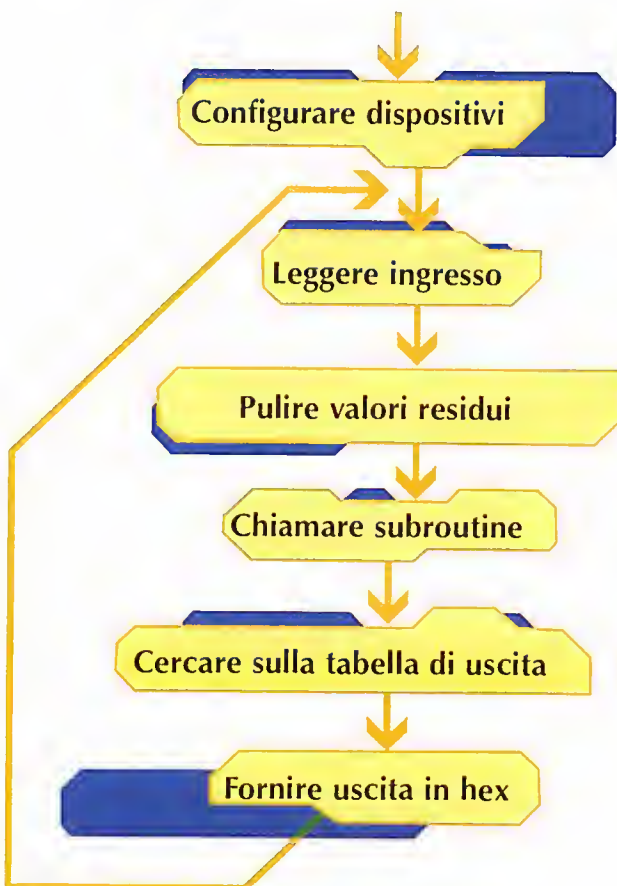 Configurare dispositivi
Leggere ingresso
Pulire valori residui
Chiamare subroutine
Cercare sulla tabella di uscita
Fornire uscita in hex